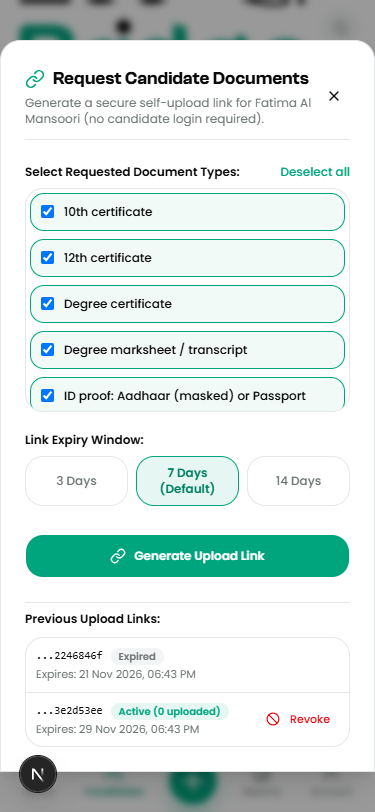 Request Candidate Documents
Generate a secure self-upload link for Fatima Al
Mansoori (no candidate login required).
Select Requested Document Types:
Deselect all
10th certificate
12th certificate
Degree certificate
Degree marksheet / transcript
ID proof: Aadhaar (masked) or Passport
Link Expiry Window:
3 Days
7 Days
(Default)
14 Days
Generate Upload Link
Previous Upload Links:
...2246846f Expired
Expires: 21 Nov 2026, 06:43 PM
...3e2d53ee Active (0 uploaded)
Expires: 29 Nov 2026, 06:43 PM
Revoke
N